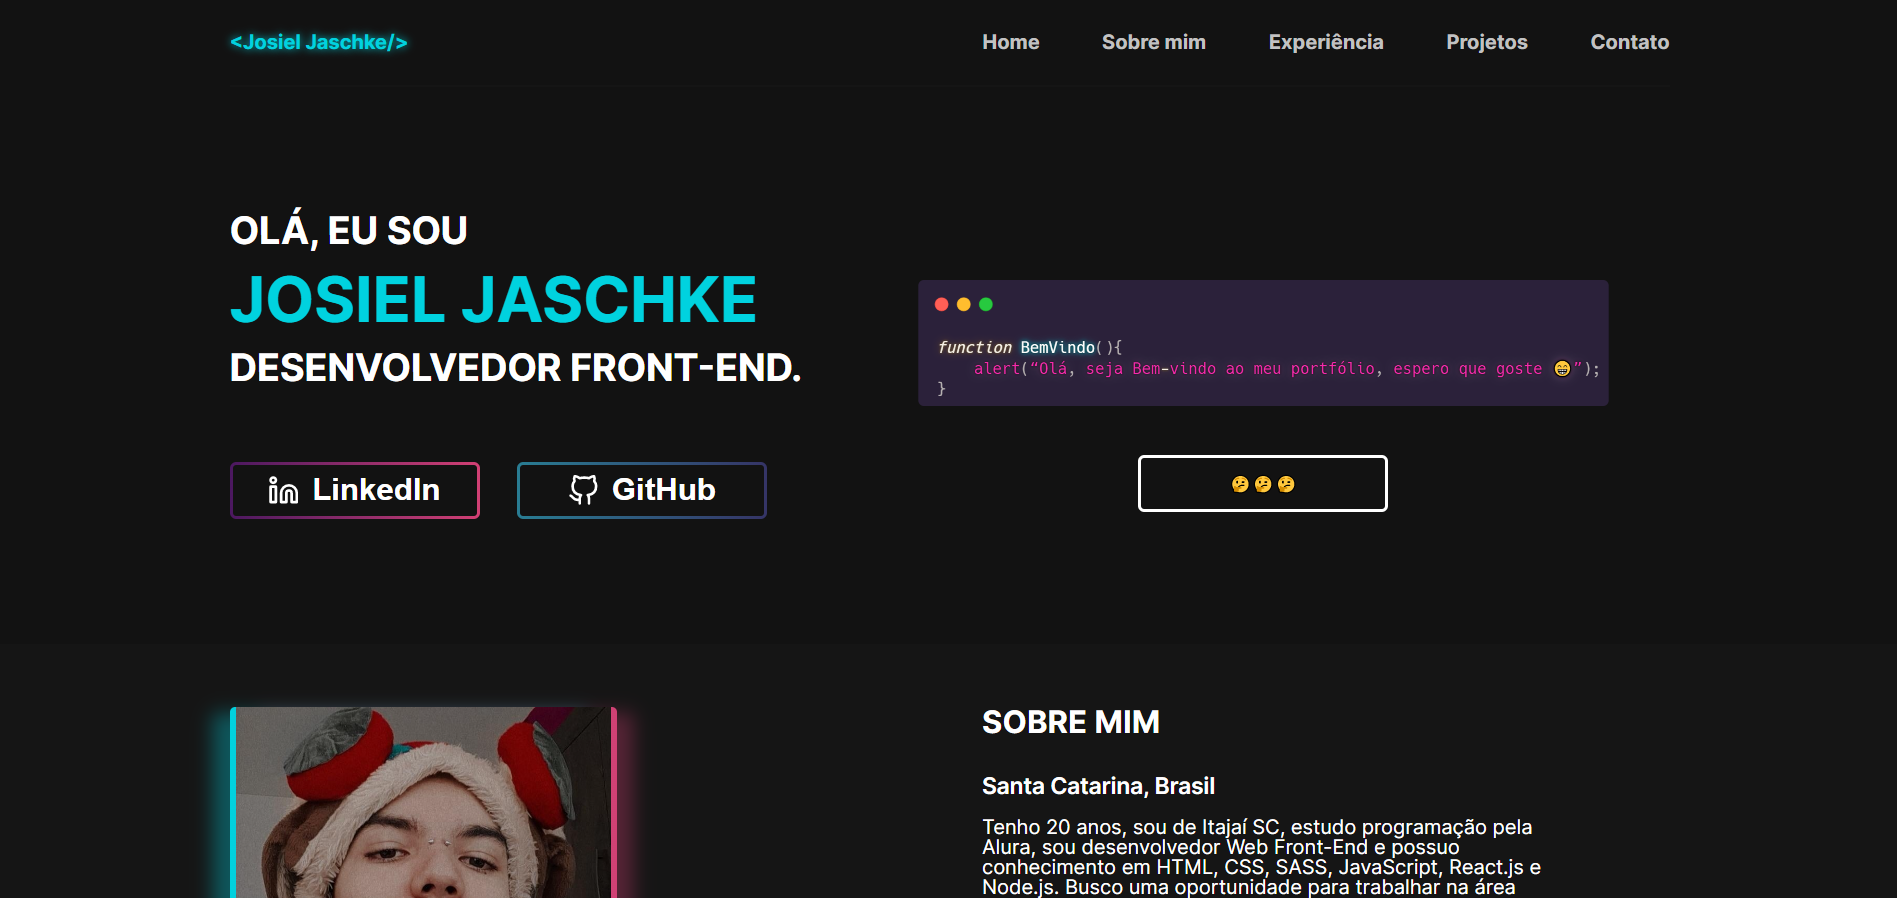 <Josiel Jaschke/>
Home Sobre mim Experiência Projetos Contato
OLÁ, EU SOU
JOSIEL JASCHKE
DESENVOLVEDOR FRONT-END.
LinkedIn GitHub
function BemVindo(){
alert(“Olá, seja Bem-vindo ao meu portfólio, espero que goste 😁”);
}
🤔🤔🤔
SOBRE MIM
Santa Catarina, Brasil
Tenho 20 anos, sou de Itajaí SC, estudo programação pela
Alura, sou desenvolvedor Web Front-End e possuo
conhecimento em HTML, CSS, SASS, JavaScript, React.js e
Node.js. Busco uma oportunidade para trabalhar na área